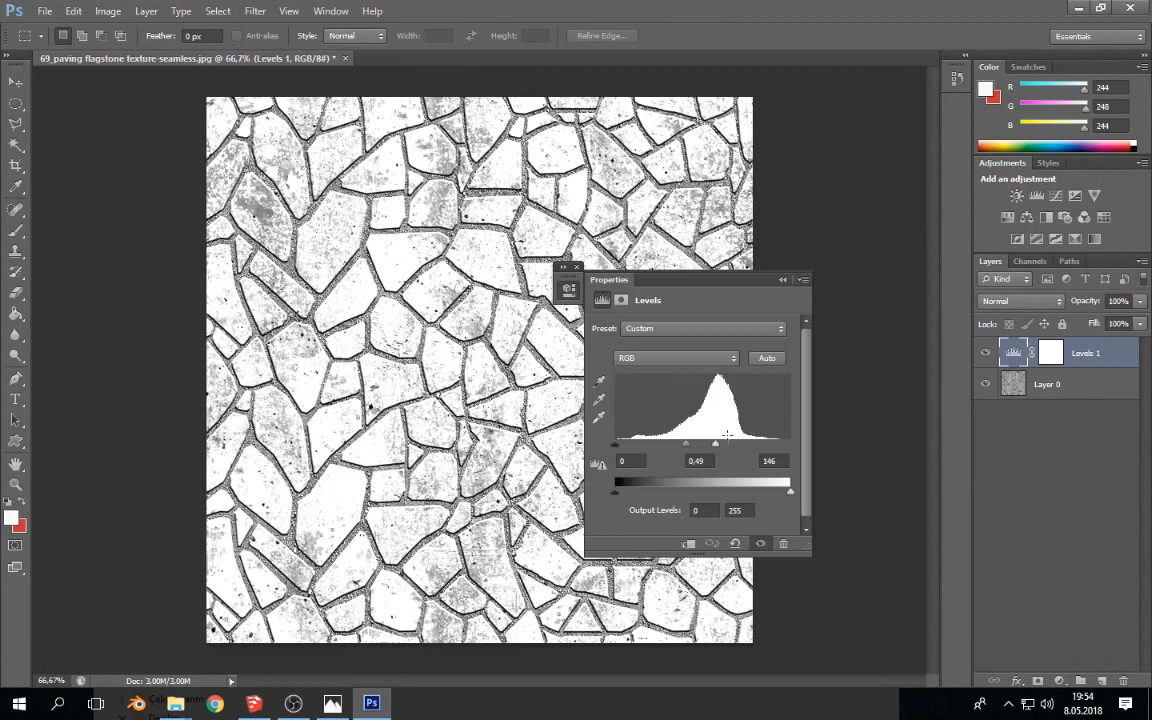 Ps File Edit Image Layer Type Select Filter View Window Help
Feather: 0 px Anti-alias Style: Normal Width: Height: Refine Edge... Essentials
69_paving flagstone texture-seamless.jpg @ 66,7% (Levels 1, RGB/8#) * ×
Color Swatches
R 244
G 248
B 244
Adjustments Styles
Add an adjustment
Layers Channels Paths
Kind
Normal Opacity: 100%
Lock: Fill: 100%
Levels 1
Layer 0
Properties
Levels
Preset: Custom
RGB Auto
0 0,49 146
Output Levels: 0 255
66,67% Doc: 3,00M/3,00M
Ps
19:54
8.05.2018